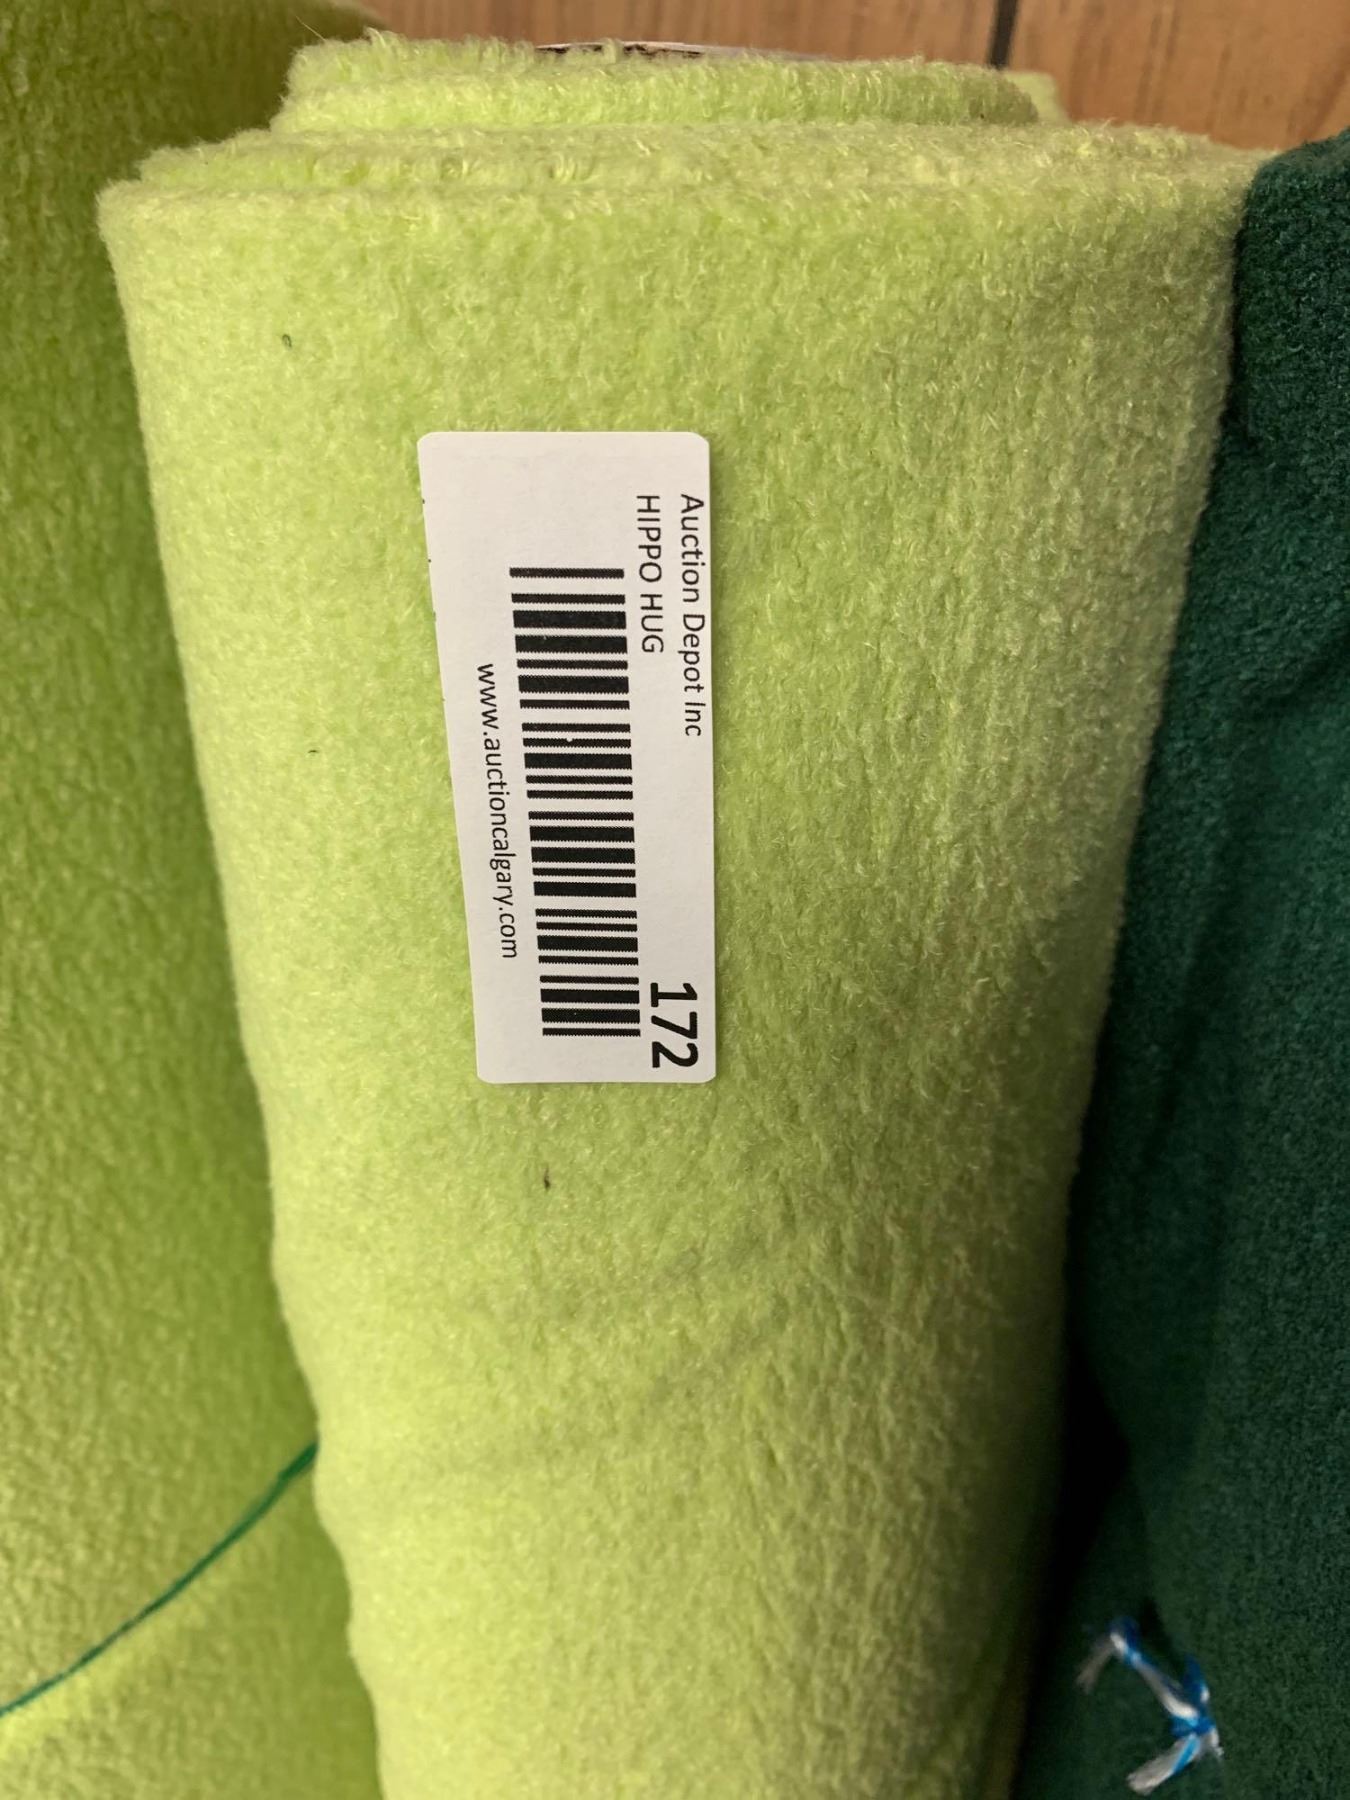 Auction Depot Inc
HIPPO HUG
172
www.auctioncalgary.com